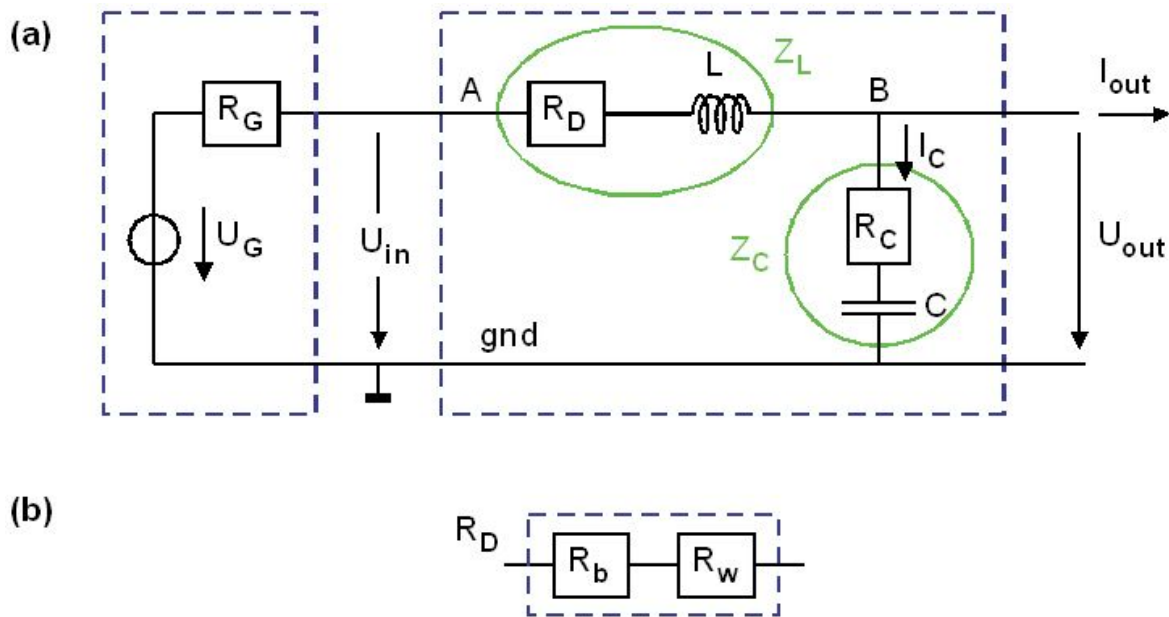 (a)
R_G
U_G
U_in
A
R_D
L
Z_L
B
I_out
I_C
R_C
Z_C
C
U_out
gnd
(b)
R_D
R_b
R_w